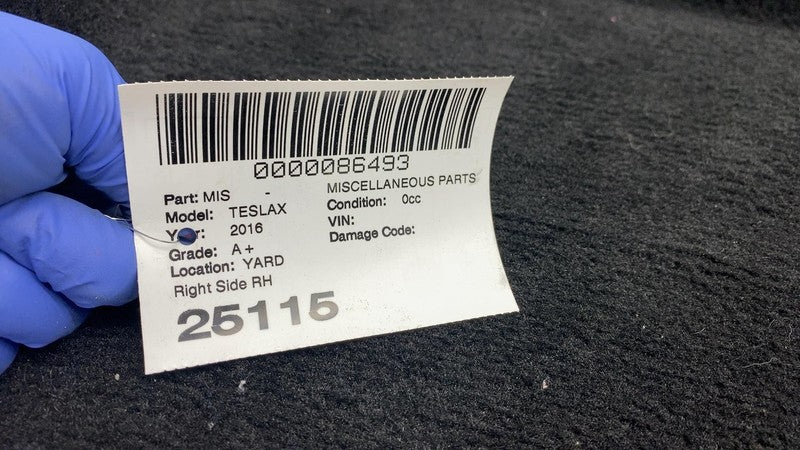 0000086493
Part: MIS - MISCELLANEOUS PARTS
Model: TESLAX Condition: 0cc
Year: 2016 VIN:
Grade: A+ Damage Code:
Location: YARD
Right Side RH
25115